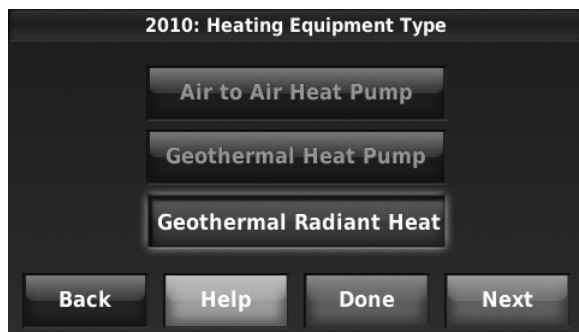 2010: Heating Equipment Type
Air to Air Heat Pump
Geothermal Heat Pump
Geothermal Radiant Heat
Back Help Done Next